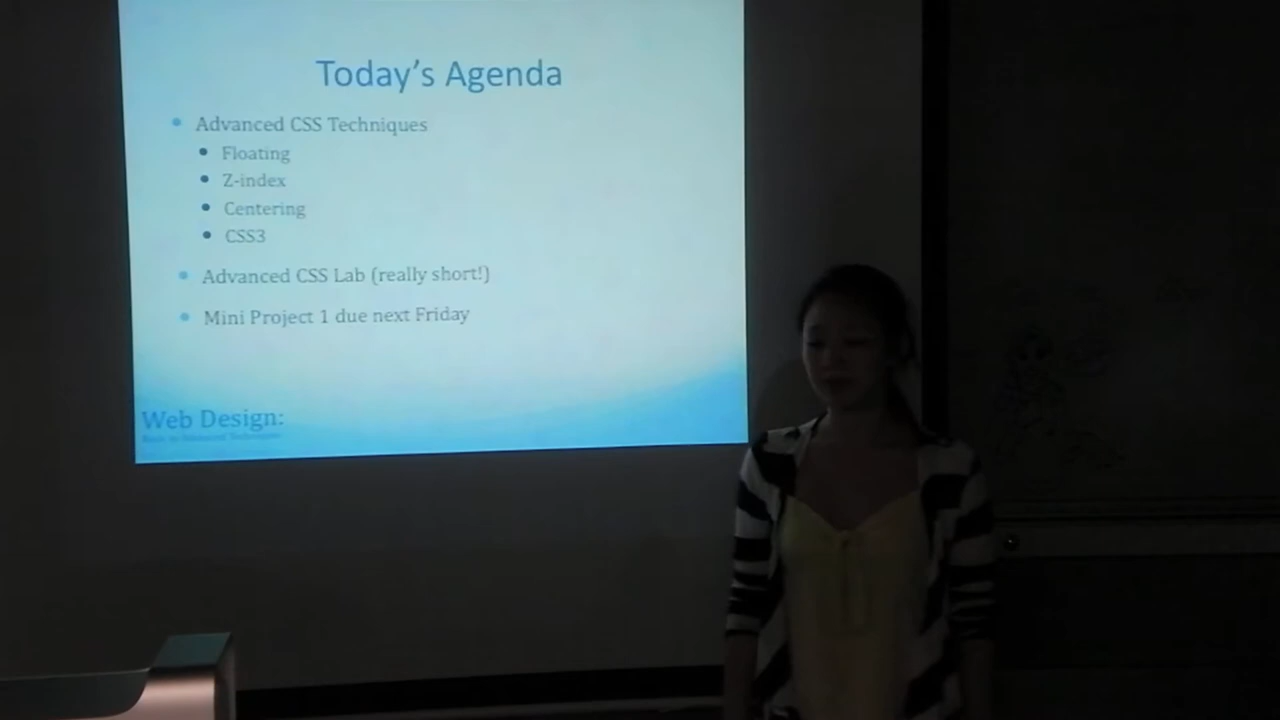 Today's Agenda
Advanced CSS Techniques
Floating
Z-index
Centering
CSS3
Advanced CSS Lab (really short!)
Mini Project 1 due next Friday
Web Design: